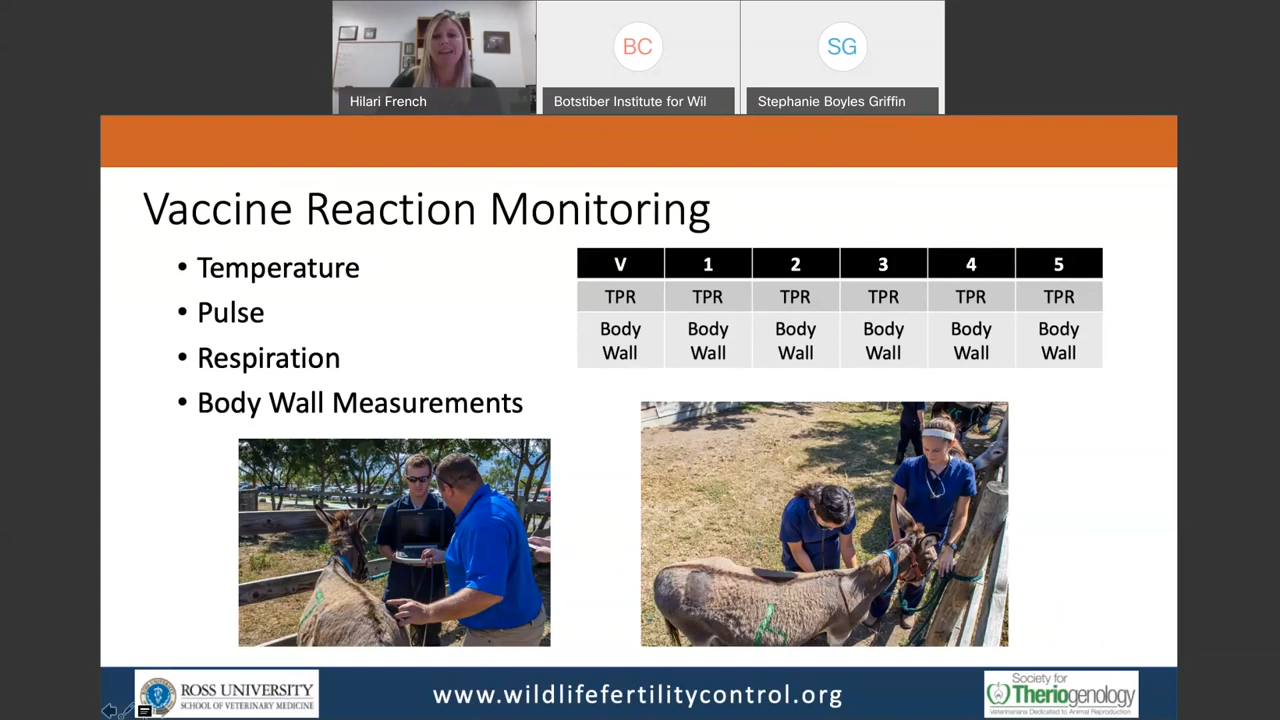 BC
SG
Hilari French
Botstiber Institute for Wil
Stephanie Boyles Griffin
Vaccine Reaction Monitoring
• Temperature
• Pulse
• Respiration
• Body Wall Measurements
V 1 2 3 4 5
TPR TPR TPR TPR TPR TPR
Body Body Body Body Body Body
Wall Wall Wall Wall Wall Wall
ROSS UNIVERSITY
SCHOOL OF VETERINARY MEDICINE
www.wildlifefertilitycontrol.org
Society for
Theriogenology
Veterinarians Dedicated to Animal Reproduction